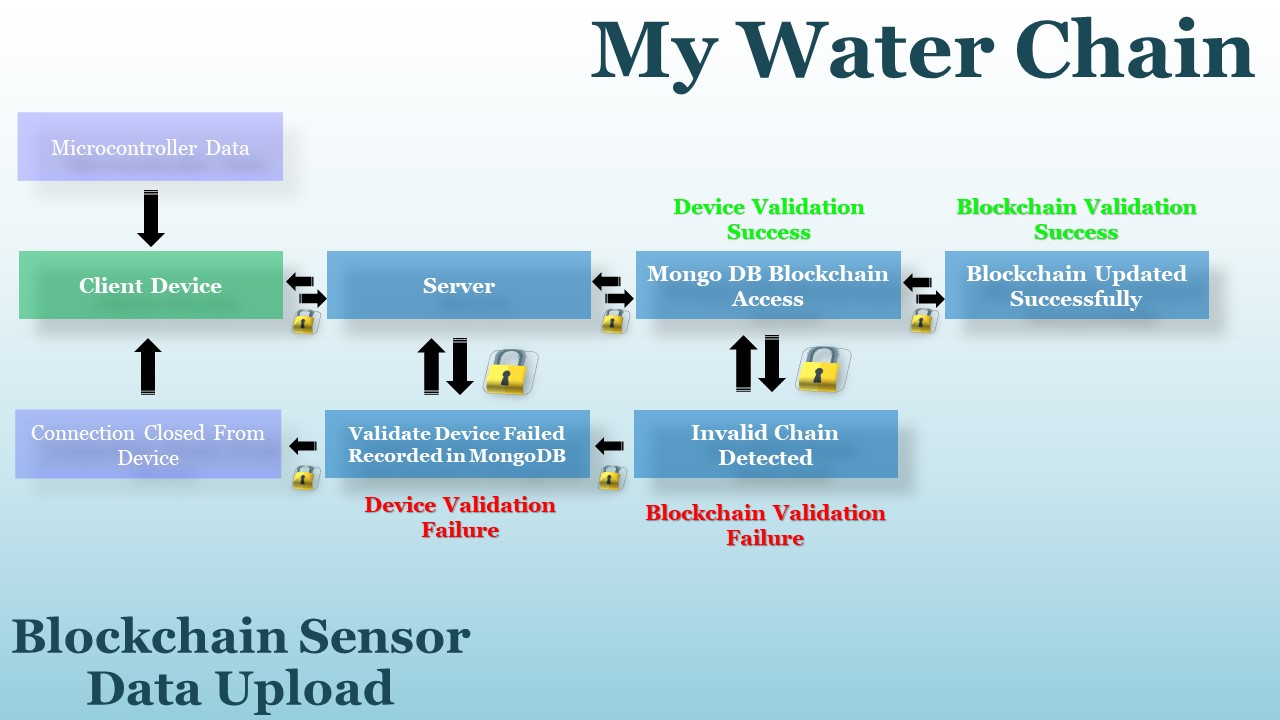 My Water Chain
Microcontroller Data
Device Validation
Success
Blockchain Validation
Success
Client Device
Server
Mongo DB Blockchain
Access
Blockchain Updated
Successfully
Connection Closed From
Device
Validate Device Failed
Recorded in MongoDB
Invalid Chain
Detected
Device Validation
Failure
Blockchain Validation
Failure
Blockchain Sensor
Data Upload